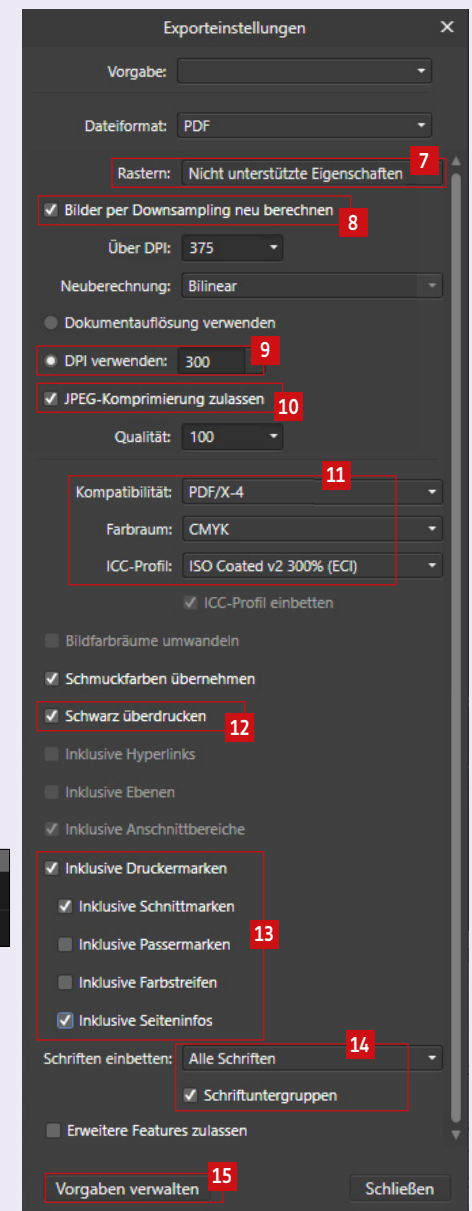 Exporteinstellungen ×
Vorgabe:
Dateiformat: PDF
7
Rastern: Nicht unterstützte Eigenschaften
Bilder per Downsampling neu berechnen
8
Über DPI: 375
Neuberechnung: Bilinear
Dokumentauflösung verwenden
9
DPI verwenden: 300
JPEG-Komprimierung zulassen
10
Qualität: 100
11
Kompatibilität: PDF/X-4
Farbraum: CMYK
ICC-Profil: ISO Coated v2 300% (ECI)
ICC-Profil einbetten
Bildfarbräume umwandeln
Schmuckfarben übernehmen
Schwarz überdrucken
12
Inklusive Hyperlinks
Inklusive Ebenen
Inklusive Anschnittbereiche
Inklusive Druckermarken
Inklusive Schnittmarken
13
Inklusive Passermarken
Inklusive Farbstreifen
Inklusive Seiteninfos
14
Schriften einbetten: Alle Schriften
Schriftuntergruppen
Erweitere Features zulassen
15
Vorgaben verwalten Schließen